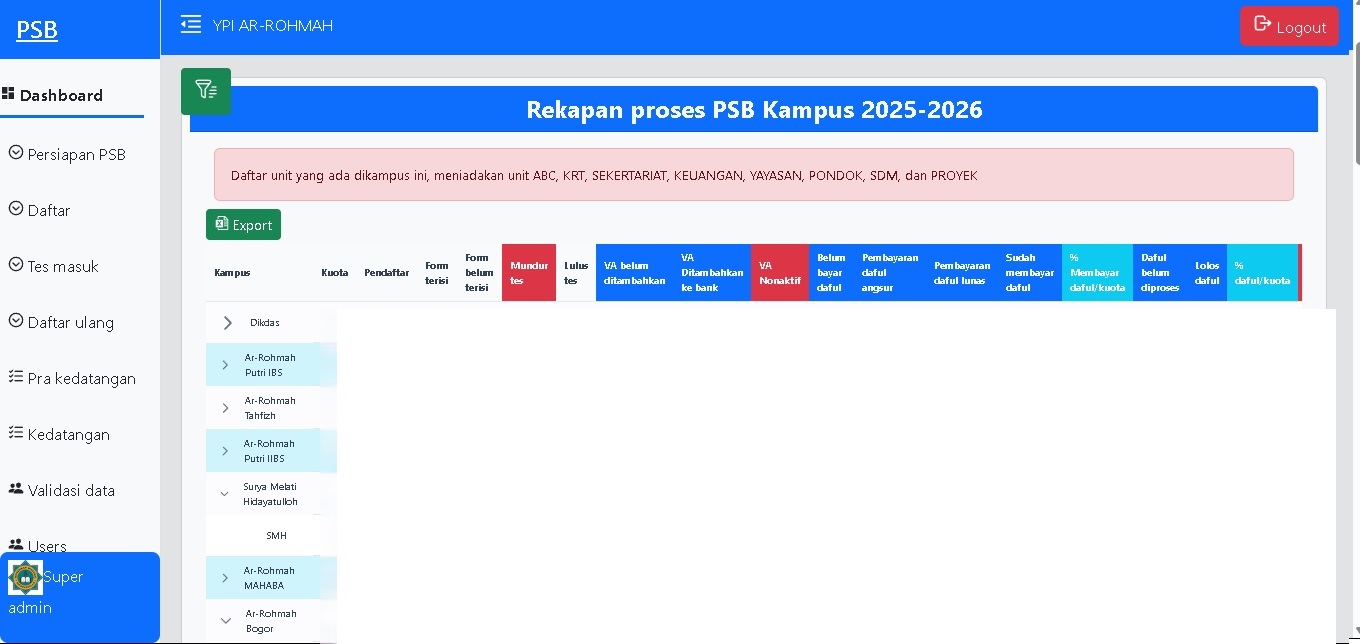 PSB
YPI AR-ROHMAH
Logout
Dashboard
Persiapan PSB
Daftar
Tes masuk
Daftar ulang
Pra kedatangan
Kedatangan
Validasi data
Users
Super
admin
Rekapan proses PSB Kampus 2025-2026
Daftar unit yang ada dikampus ini, meniadakan unit ABC, KRT, SEKERTARIAT, KEUANGAN, YAYASAN, PONDOK, SDM, dan PROYEK
Export
Kampus
Kuota
Pendaftar
Form
terisi
Form
belum
terisi
Mundur
tes
Lulus
tes
VA belum
ditambahkan
VA
Ditambahkan
ke bank
VA
Nonaktif
Belum
bayar
daful
Pembayaran
daful
angsur
Pembayaran
daful lunas
Sudah
membayar
daful
%
Membayar
daful/kuota
Daful
belum
diproses
Lolos
daful
%
daful/kuota
Dikdas
Ar-Rohmah
Putri IBS
Ar-Rohmah
Tahfizh
Ar-Rohmah
Putri IIBS
Surya Melati
Hidayatulloh
SMH
Ar-Rohmah
MAHABA
Ar-Rohmah
Bogor